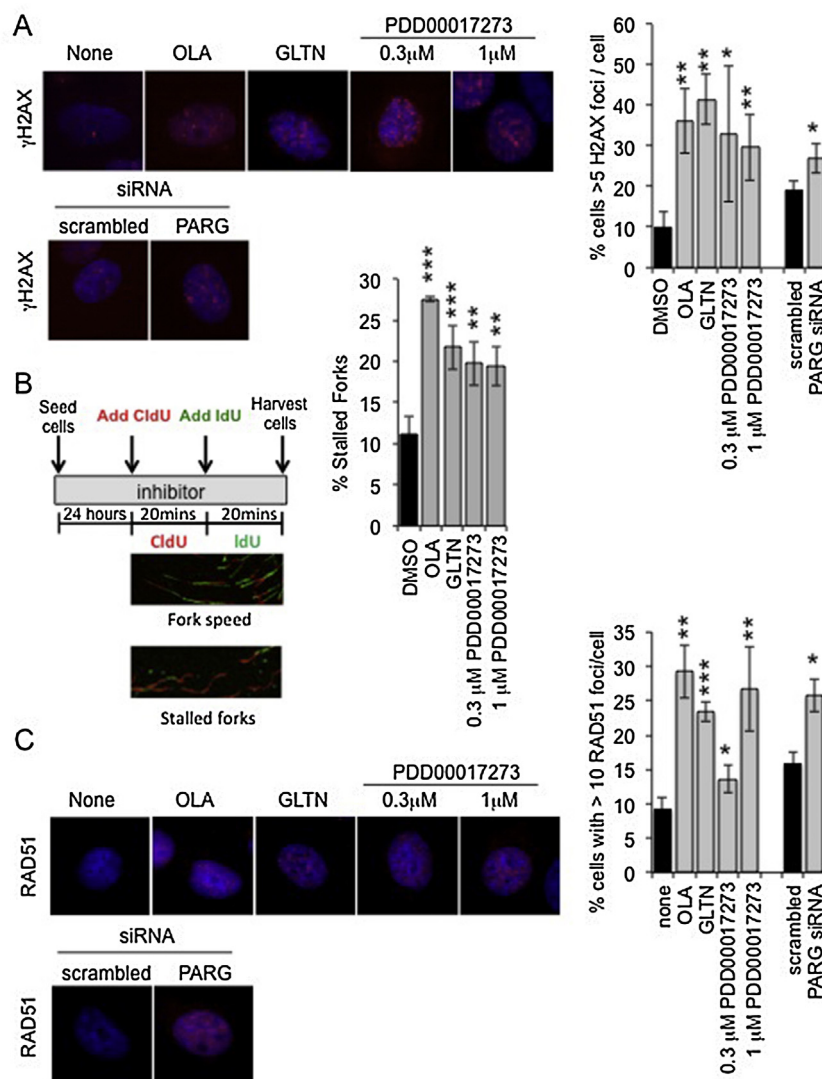 A
PDD00017273
None OLA GLTN 0.3μM 1μM
γH2AX
siRNA
scrambled PARG
γH2AX
% cells >5 H2AX foci / cell
60
50
40
30
20
10
0
** ** * ** *
DMSO
OLA
GLTN
0.3 μM PDD00017273
1 μM PDD00017273
scrambled
PARG siRNA
B
Seed cells
Add CldU
Add IdU
Harvest cells
inhibitor
24 hours 20mins 20mins
CldU IdU
Fork speed
Stalled forks
% Stalled Forks
30
25
20
15
10
5
0
*** *** ** **
DMSO
OLA
GLTN
0.3 μM PDD00017273
1 μM PDD00017273
C
PDD00017273
None OLA GLTN 0.3μM 1μM
RAD51
siRNA
scrambled PARG
RAD51
% cells with > 10 RAD51 foci/cell
35
30
25
20
15
10
5
0
** *** * ** *
none
OLA
GLTN
0.3 μM PDD00017273
1 μM PDD00017273
scrambled
PARG siRNA